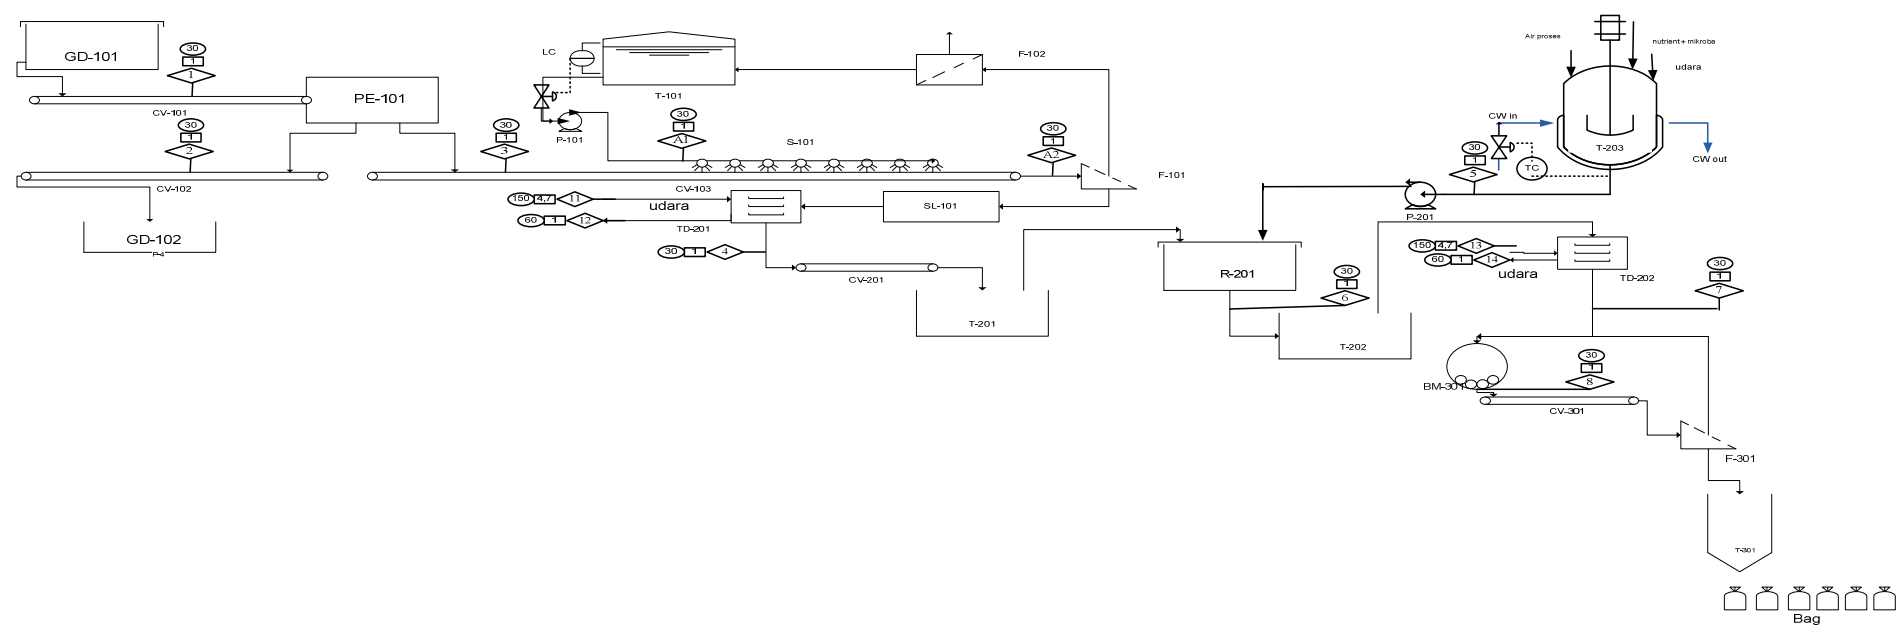 GD-101
30
1
1
CV-101
PE-101
30
1
2
CV-102
GD-102
P-4
30
1
3
LC
T-101
P-101
F-102
30
1
A1
S-101
CV-103
30
1
A2
F-101
150 4,7 11
udara
60 1 12
TD-201
SL-101
30 1 4
CV-201
T-201
Air proses
nutrient+ mikroba
udara
CW in
T-203
CW out
TC
30
1
5
P-201
R-201
30
1
6
T-202
150 4,7 13
60 1 14
udara
TD-202
30
1
7
BM-301
30
1
8
CV-301
F-301
T-301
Bag